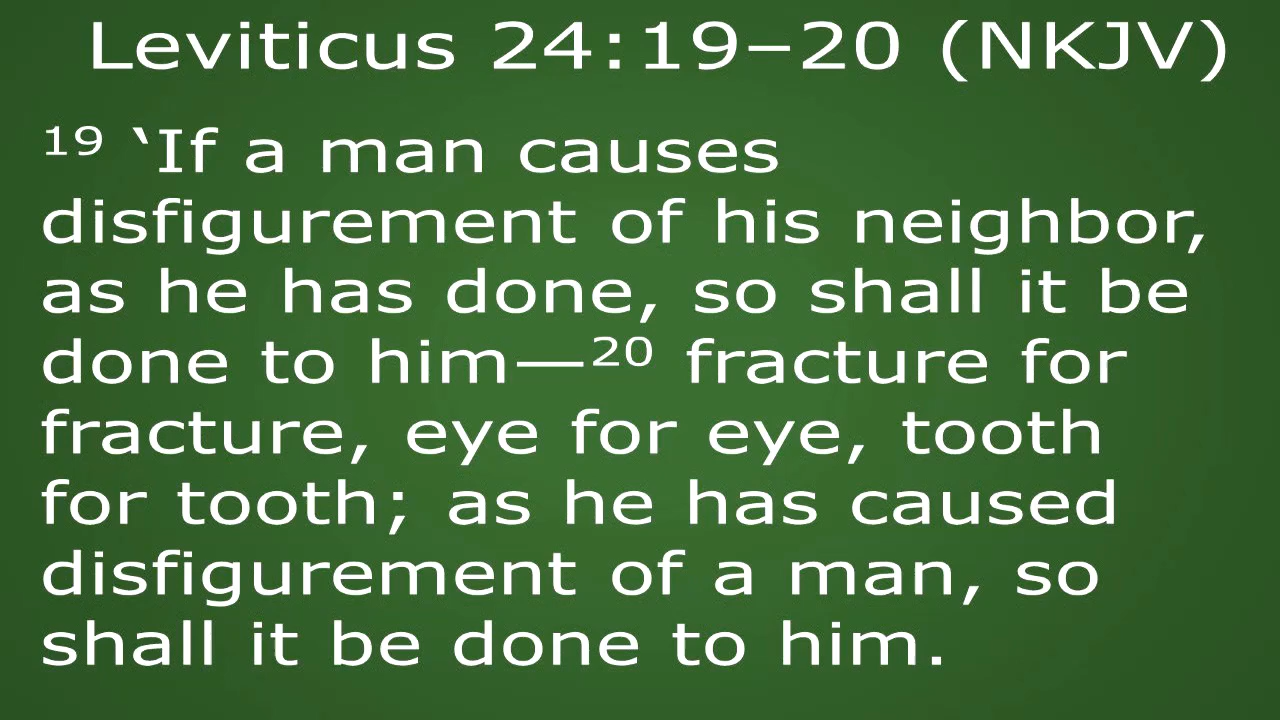 Leviticus 24:19–20 (NKJV)
19 ‵If a man causes
disfigurement of his neighbor,
as he has done, so shall it be
done to him—20 fracture for
fracture, eye for eye, tooth
for tooth; as he has caused
disfigurement of a man, so
shall it be done to him.